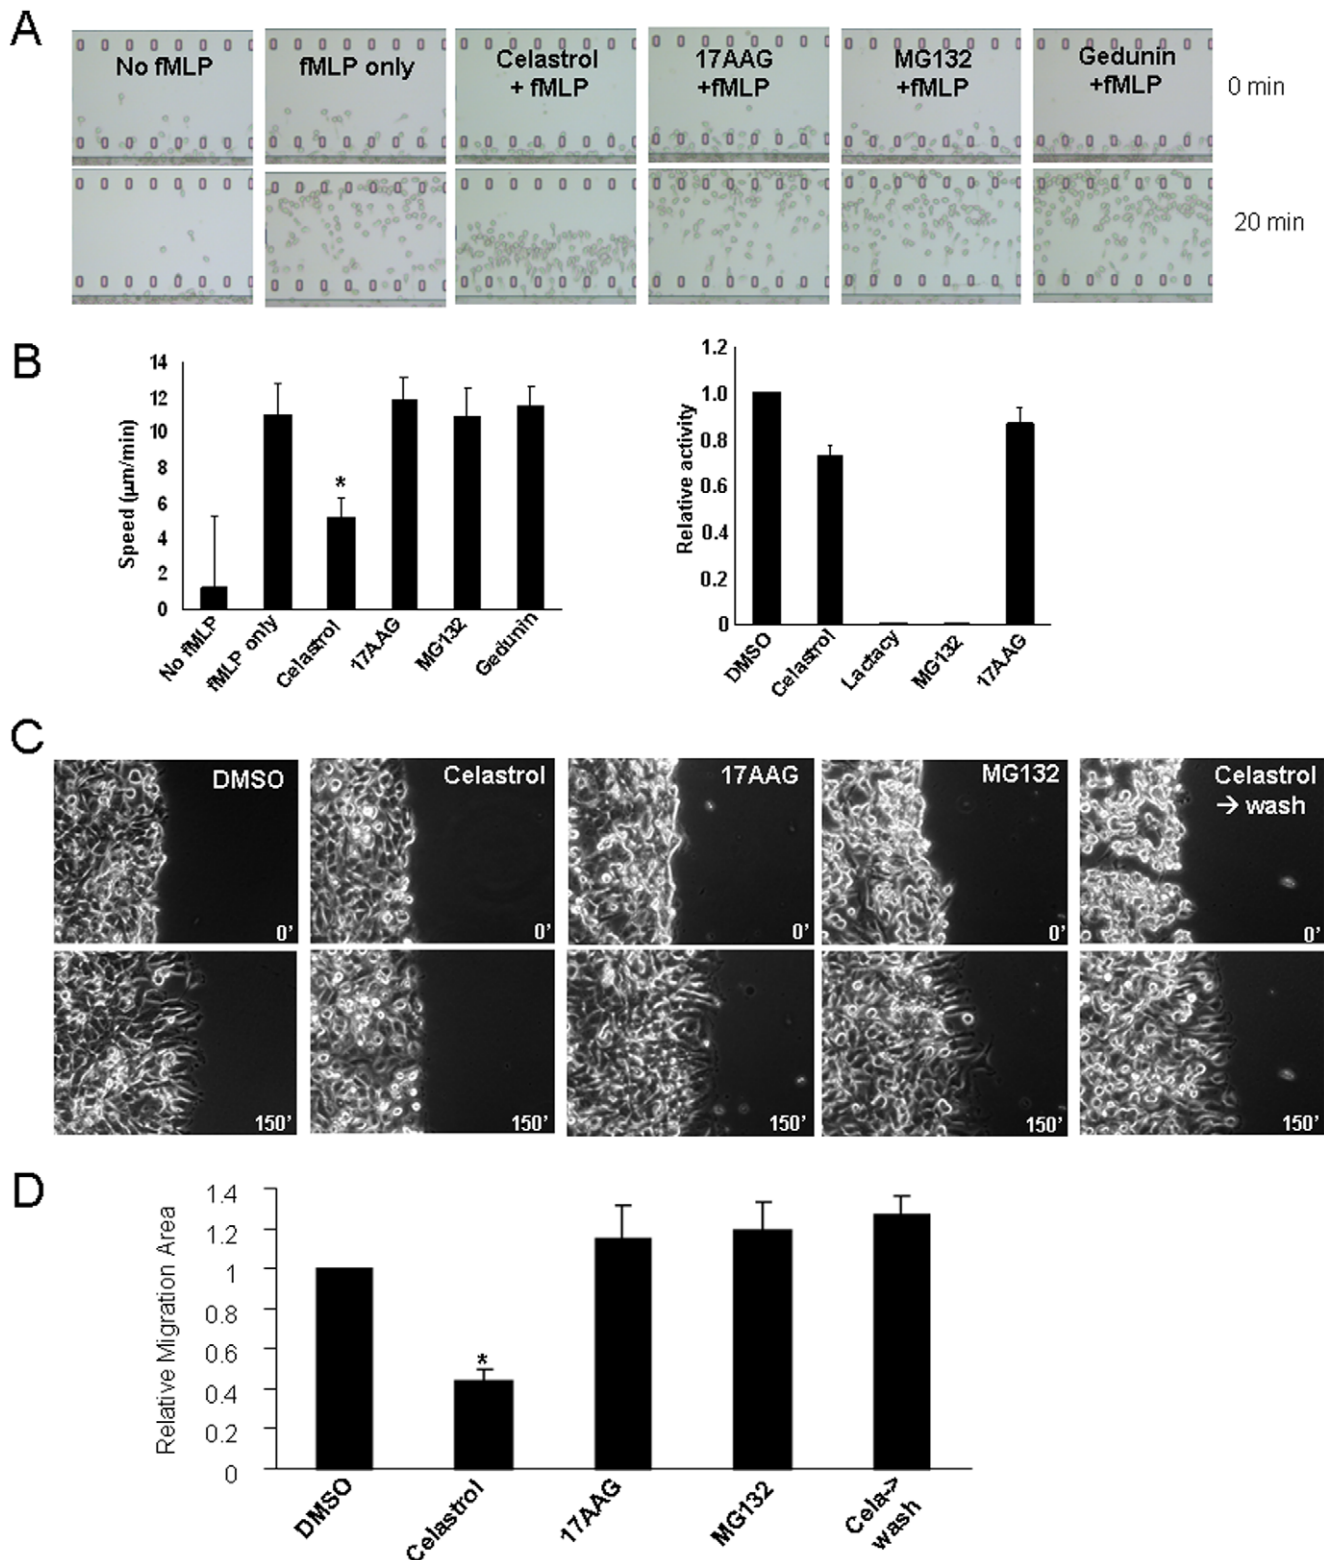 A
No fMLP
fMLP only
Celastrol
+ fMLP
17AAG
+fMLP
MG132
+fMLP
Gedunin
+fMLP
0 min
20 min
B
Speed (µm/min)
14
12
10
8
6
4
2
0
*
No fMLP
fMLP only
Celastrol
17AAG
MG132
Gedunin
Relative activity
1.2
1.0
0.8
0.6
0.4
0.2
0
DMSO
Celastrol
Lactacy
MG132
17AAG
C
DMSO
0'
Celastrol
0'
17AAG
0'
MG132
0'
Celastrol
→ wash
0'
150'
150'
150'
150'
150'
D
Relative Migration Area
1.4
1.2
1
0.8
0.6
0.4
0.2
0
*
DMSO
Celastrol
17AAG
MG132
Cela->
wash